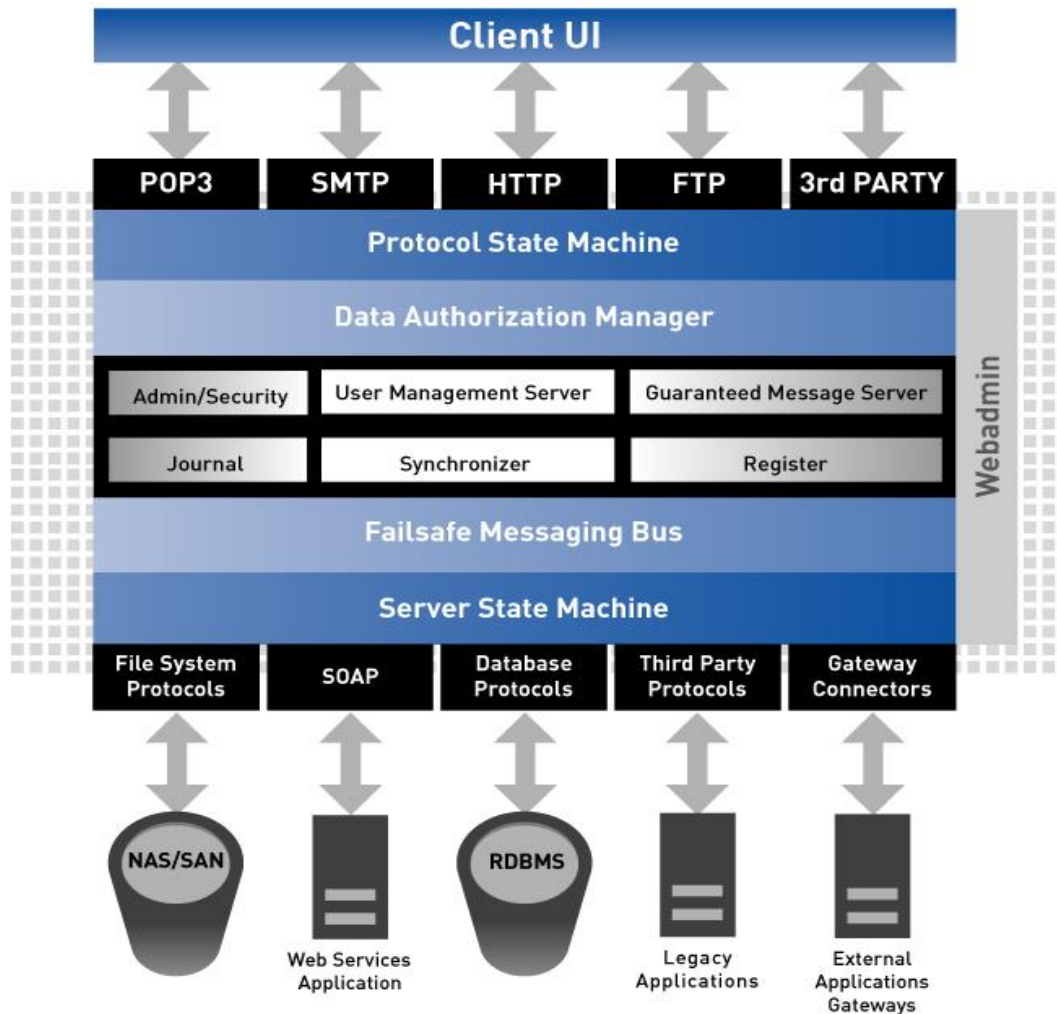 Client UI
POP3
SMTP
HTTP
FTP
3rd PARTY
Protocol State Machine
Data Authorization Manager
Admin/Security
User Management Server
Guaranteed Message Server
Journal
Synchronizer
Register
Webadmin
Failsafe Messaging Bus
Server State Machine
File System
Protocols
SOAP
Database
Protocols
Third Party
Protocols
Gateway
Connectors
NAS/SAN
Web Services
Application
RDBMS
Legacy
Applications
External
Applications
Gateways